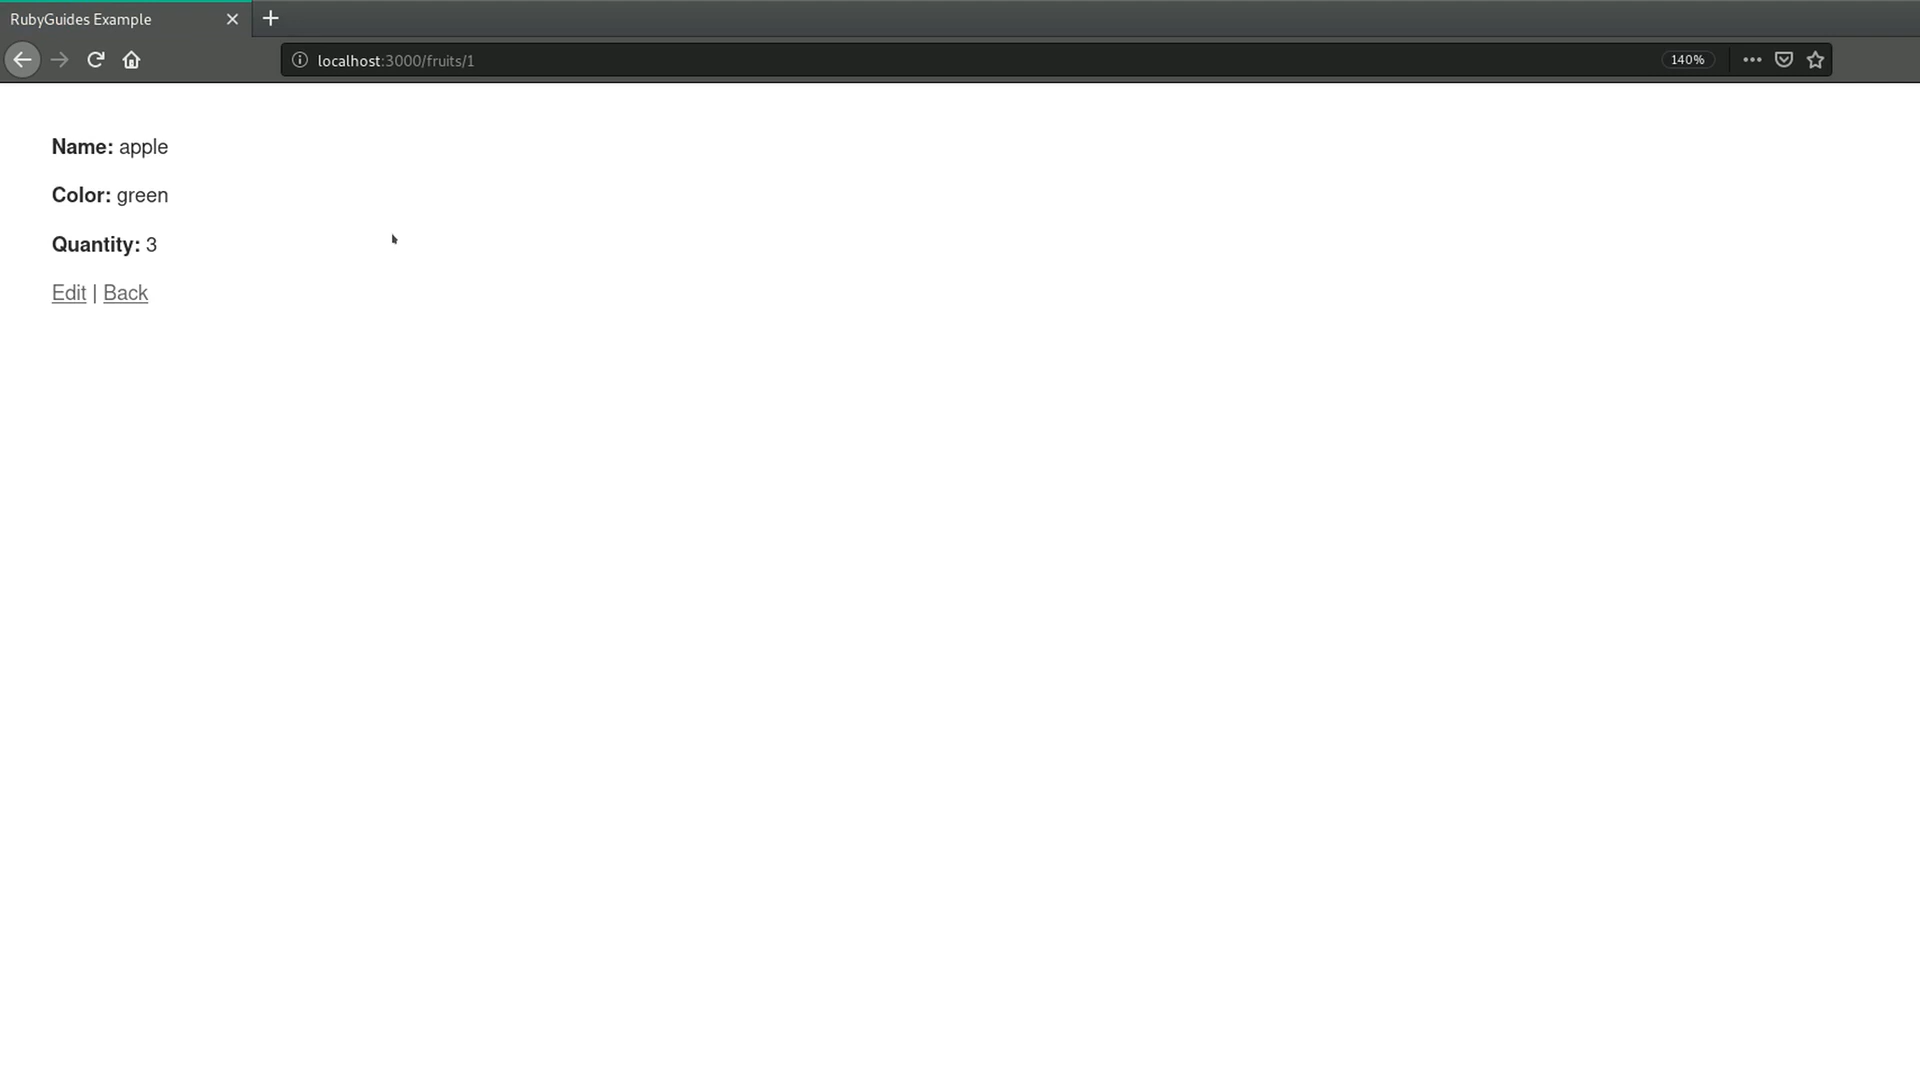 RubyGuides Example
localhost:3000/fruits/1
140%
Name: apple
Color: green
Quantity: 3
Edit | Back